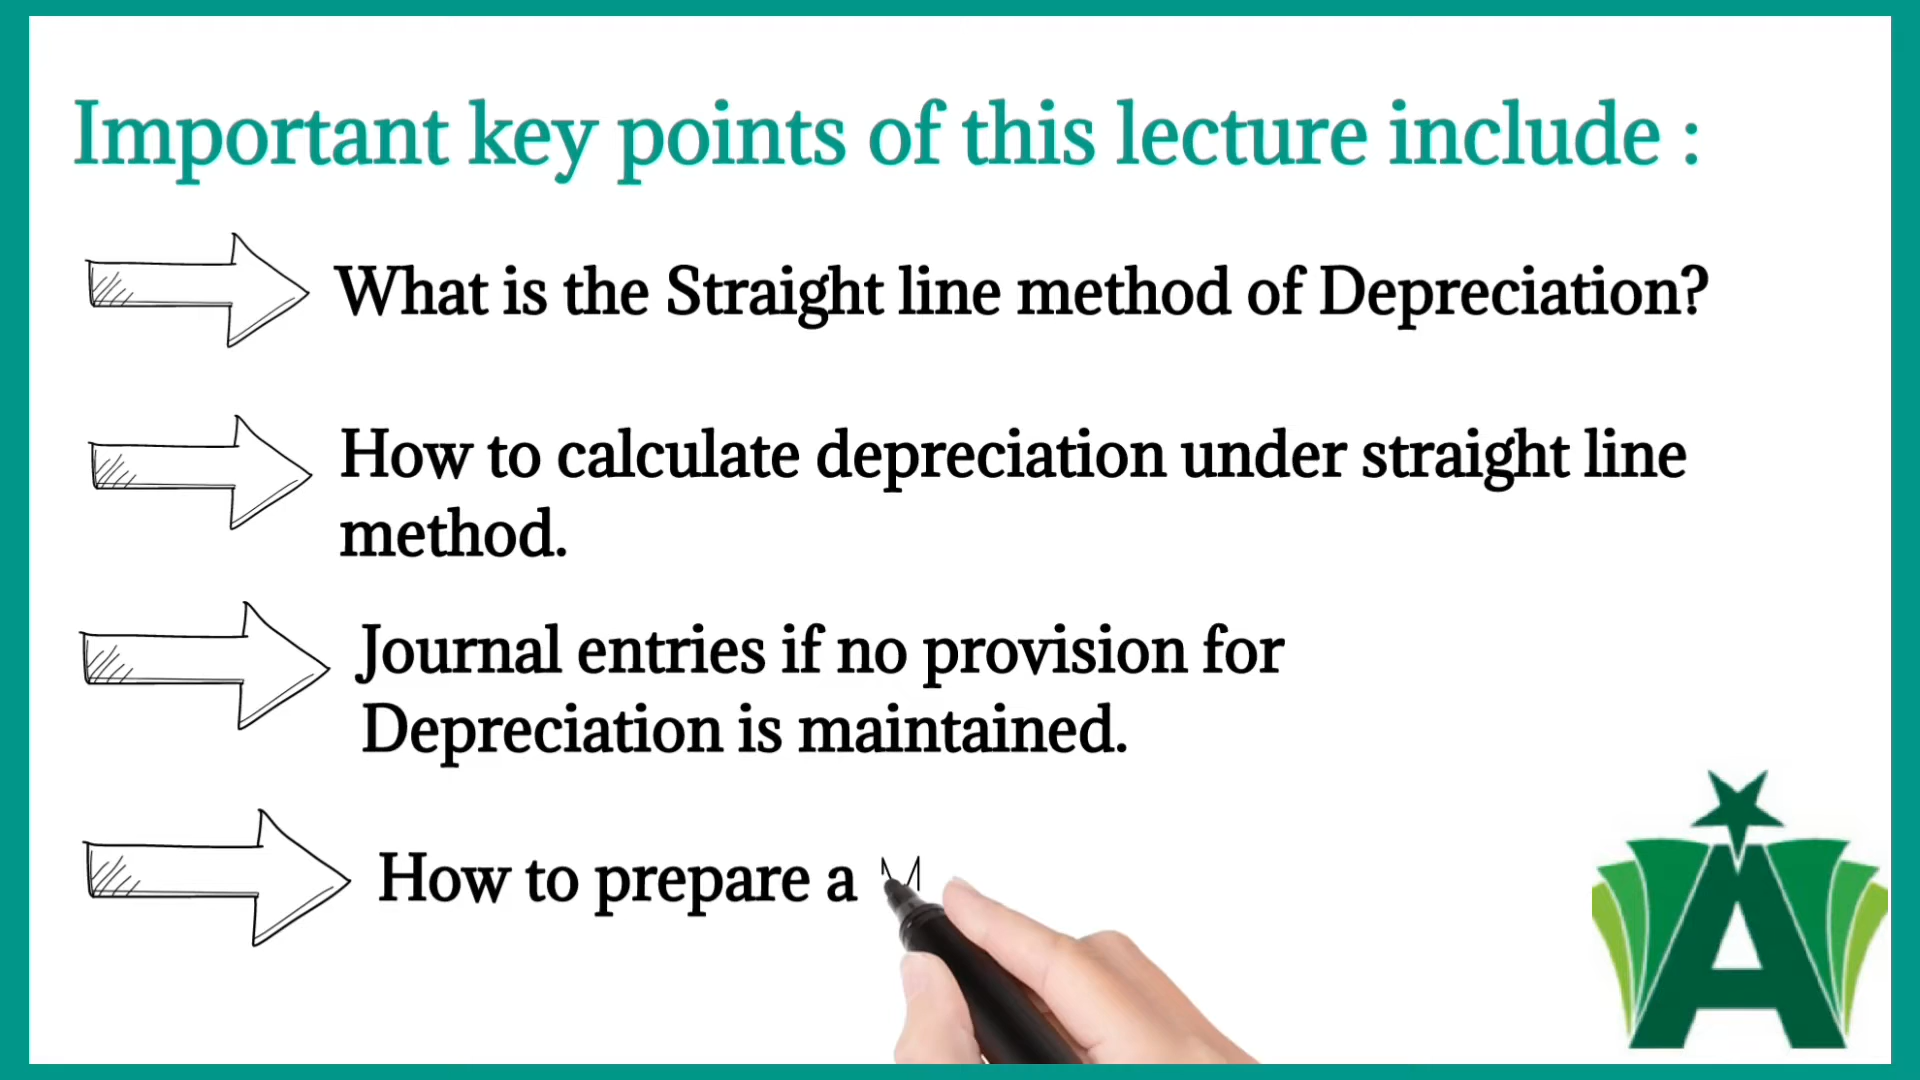 Important key points of this lecture include :
What is the Straight line method of Depreciation?
How to calculate depreciation under straight line
method.
Journal entries if no provision for
Depreciation is maintained.
How to prepare a M
A